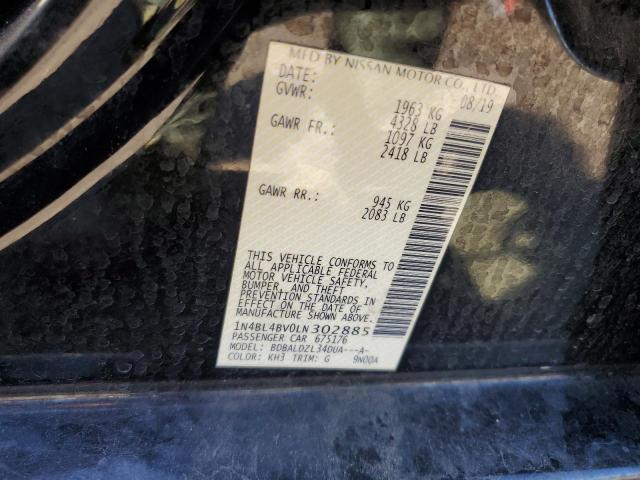 MFD BY NISSAN MOTOR CO., LTD.
DATE: 08/19
GVWR: 1963 KG
4328 LB
GAWR FR.: 1097 KG
2418 LB
GAWR RR.: 945 KG
2083 LB
THIS VEHICLE CONFORMS TO
ALL APPLICABLE FEDERAL
MOTOR VEHICLE SAFETY,
BUMPER, AND THEFT
PREVENTION STANDARDS IN
EFFECT ON THE DATE OF
MANUFACTURE SHOWN ABOVE.
1N4BL4BV0LN302885
PASSENGER CAR 675176
MODEL: BDBALDZL34DUA---A-
COLOR: KH3 TRIM: G 9N00A